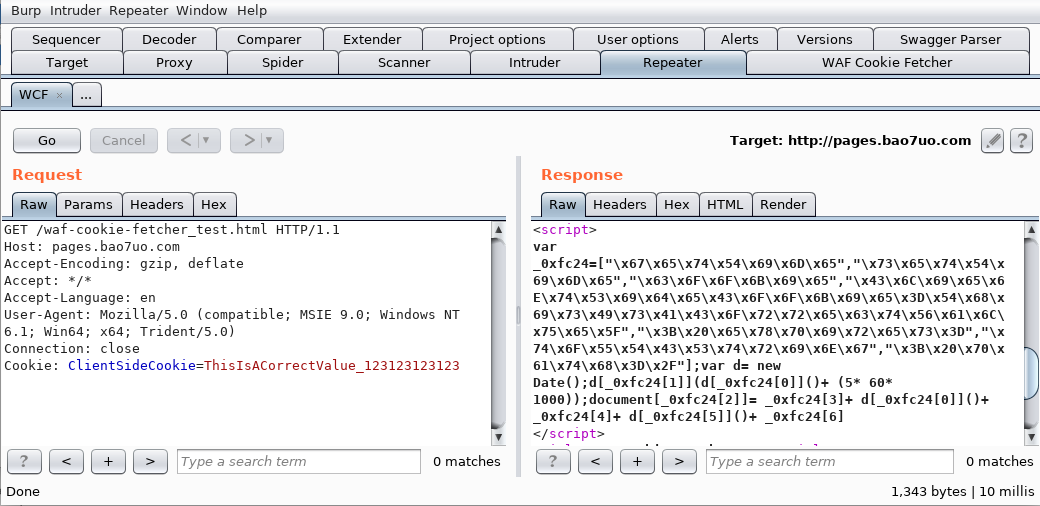 Burp Intruder Repeater Window Help
Sequencer Decoder Comparer Extender Project options User options Alerts Versions Swagger Parser
Target Proxy Spider Scanner Intruder Repeater WAF Cookie Fetcher
WCF × ...
Go Cancel < ▼ > ▼ Target: http://pages.bao7uo.com ?
Request
Raw Params Headers Hex
GET /waf-cookie-fetcher_test.html HTTP/1.1
Host: pages.bao7uo.com
Accept-Encoding: gzip, deflate
Accept: */*
Accept-Language: en
User-Agent: Mozilla/5.0 (compatible; MSIE 9.0; Windows NT
6.1; Win64; x64; Trident/5.0)
Connection: close
Cookie: ClientSideCookie=ThisIsACorrectValue_123123123123
? < + > Type a search term 0 matches
Response
Raw Headers Hex HTML Render
<script>
var
_0xfc24=["\x67\x65\x74\x54\x69\x6D\x65","\x73\x65\x74\x54\x
69\x6D\x65","\x63\x6F\x6F\x6B\x69\x65","\x43\x6C\x69\x65\x6
E\x74\x53\x69\x64\x65\x43\x6F\x6F\x6B\x69\x65\x3D\x54\x68\x
69\x73\x49\x73\x41\x43\x6F\x72\x72\x65\x63\x74\x56\x61\x6C\
x75\x65\x5F","\x3B\x20\x65\x78\x70\x69\x72\x65\x73\x3D","\x
74\x6F\x55\x54\x43\x53\x74\x72\x69\x6E\x67","\x3B\x20\x70\x
61\x74\x68\x3D\x2F"];var d= new
Date();d[_0xfc24[1]](d[_0xfc24[0]]()+ (5* 60*
1000));document[_0xfc24[2]]= _0xfc24[3]+ d[_0xfc24[0]]()+
_0xfc24[4]+ d[_0xfc24[5]]()+ _0xfc24[6]
</script>
? < + > Type a search term 0 matches
Done 1,343 bytes | 10 millis